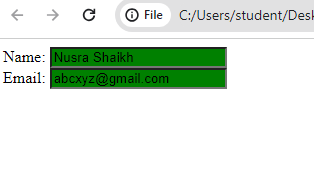 File C:/Users/student/Desk
Name: Nusra Shaikh
Email: abcxyz@gmail.com